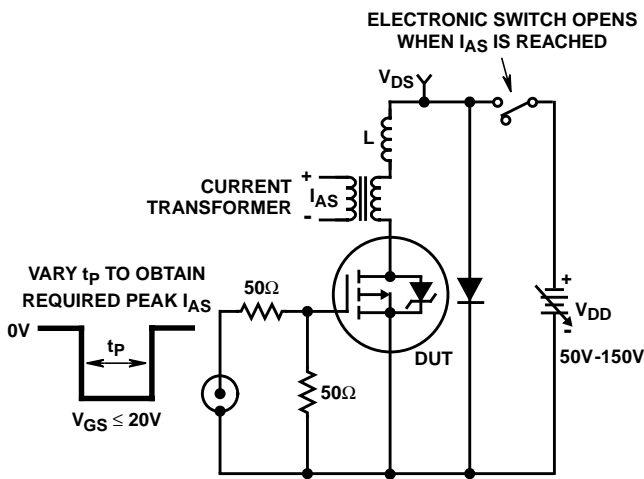 ELECTRONIC SWITCH OPENS
WHEN IAS IS REACHED
VDS
L
+
IAS
-
CURRENT
TRANSFORMER
VARY tP TO OBTAIN
REQUIRED PEAK IAS
0V
tP
VGS ≤ 20V
50Ω
50Ω
DUT
+
VDD
-
50V-150V